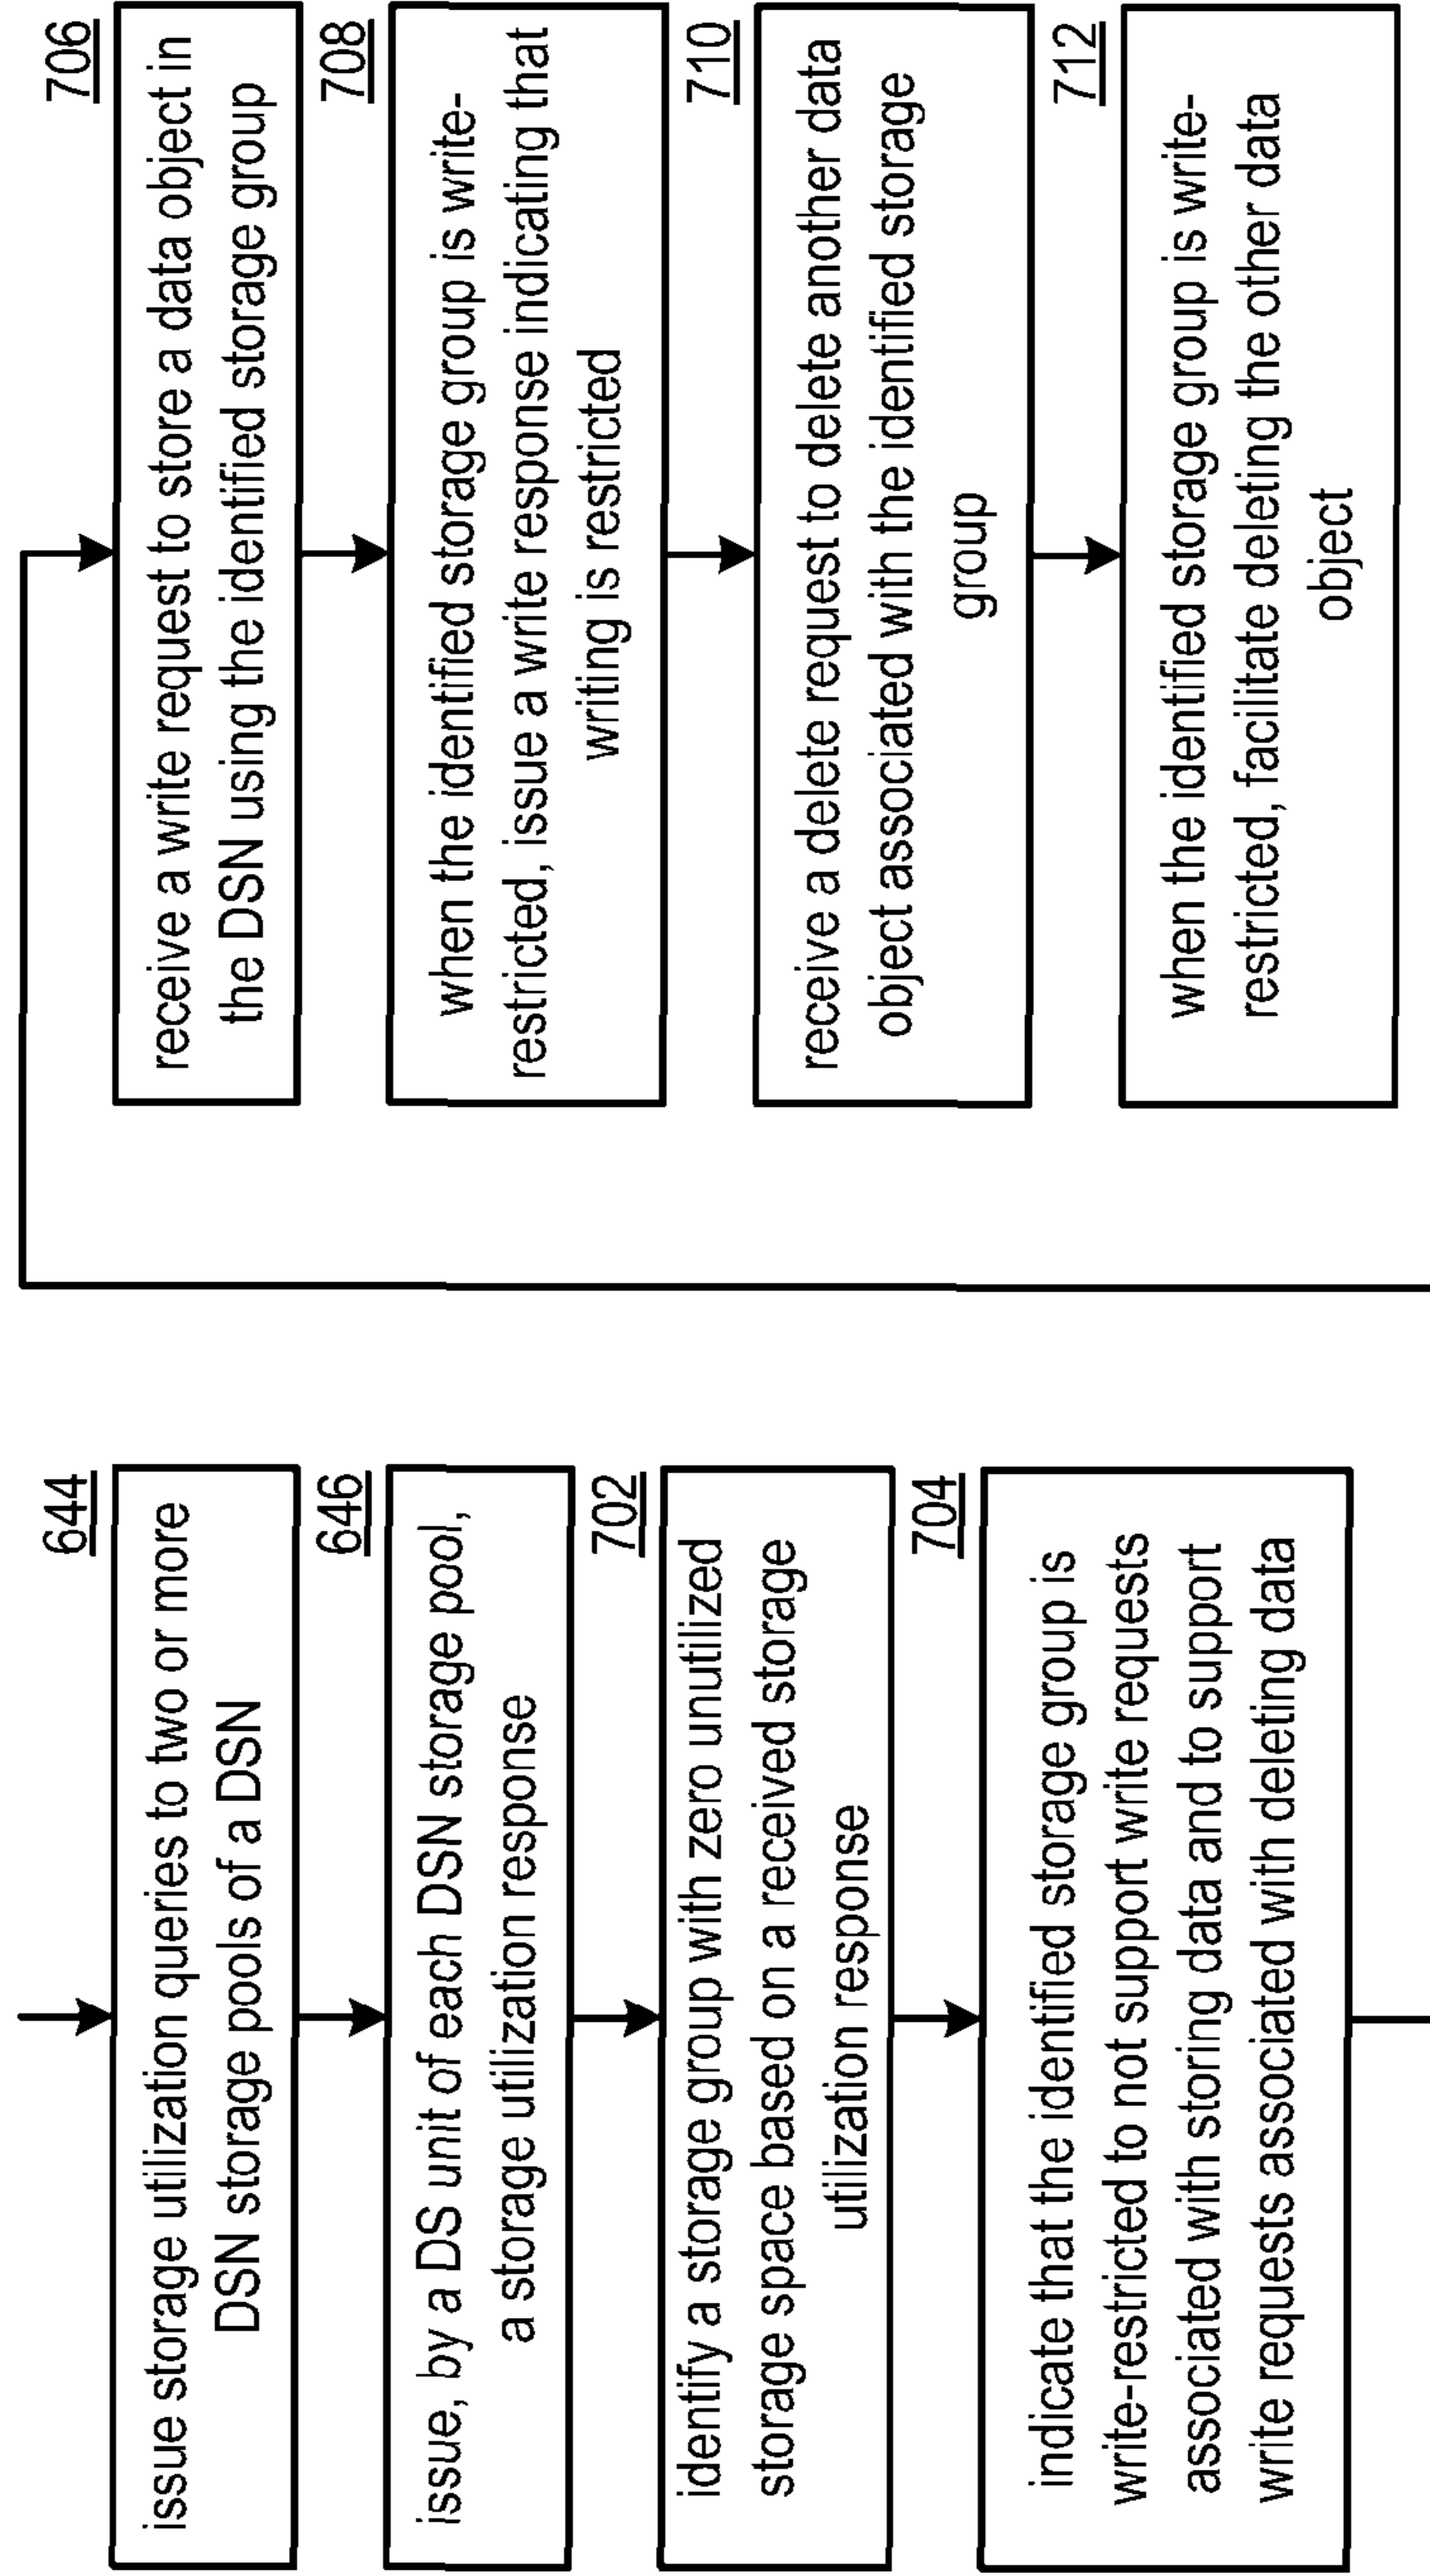 644
issue storage utilization queries to two or more
DSN storage pools of a DSN
646
issue, by a DS unit of each DSN storage pool,
a storage utilization response
702
identify a storage group with zero unutilized
storage space based on a received storage
utilization response
704
indicate that the identified storage group is
write-restricted to not support write requests
associated with storing data and to support
write requests associated with deleting data
706
receive a write request to store a data object in
the DSN using the identified storage group
708
when the identified storage group is write-
restricted, issue a write response indicating that
writing is restricted
710
receive a delete request to delete another data
object associated with the identified storage
group
712
when the identified storage group is write-
restricted, facilitate deleting the other data
object